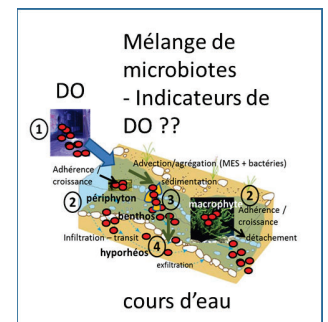 Mélange de
microbiotes
- Indicateurs de
DO ??
DO
1
Advection/agrégation (MES + bactéries)
Adhérence /
croissance
sédimentation
2
périphyton
3
macrophyte
2
Adhérence /
croissance
benthos
détachement
Infiltration – transit
4
hyporhéos
exfiltration
cours d'eau